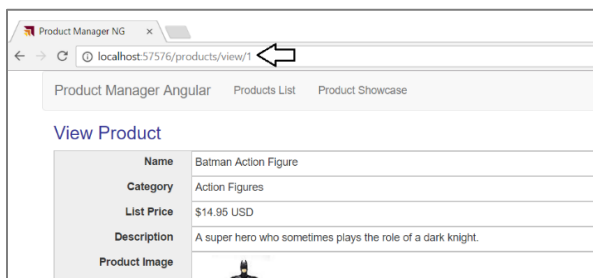 Product Manager NG
localhost:57576/products/view/1
Product Manager Angular Products List Product Showcase
View Product
Name Batman Action Figure
Category Action Figures
List Price $14.95 USD
Description A super hero who sometimes plays the role of a dark knight.
Product Image